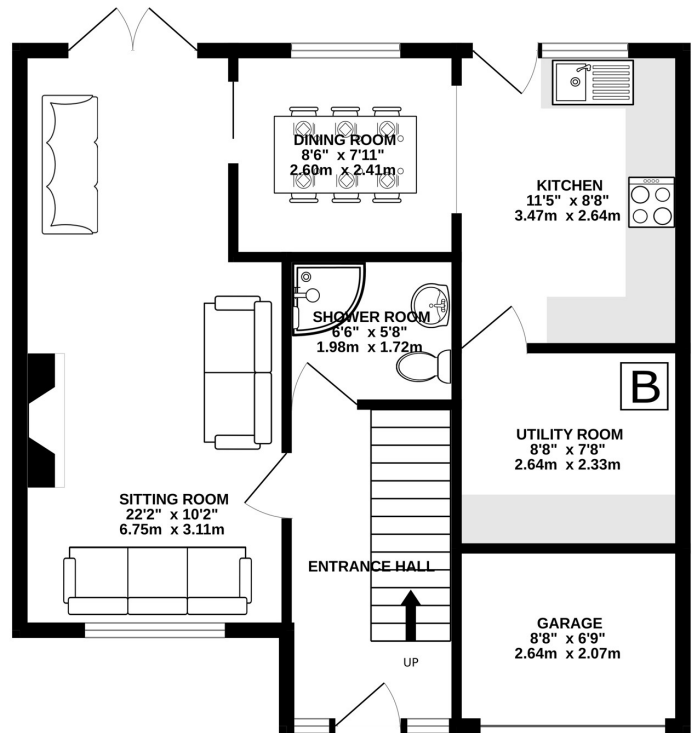 DINING ROOM
8'6" x 7'11"
2.60m x 2.41m
KITCHEN
11'5" x 8'8"
3.47m x 2.64m
SHOWER ROOM
6'6" x 5'8"
1.98m x 1.72m
B
UTILITY ROOM
8'8" x 7'8"
2.64m x 2.33m
SITTING ROOM
22'2" x 10'2"
6.75m x 3.11m
ENTRANCE HALL
GARAGE
8'8" x 6'9"
2.64m x 2.07m
UP